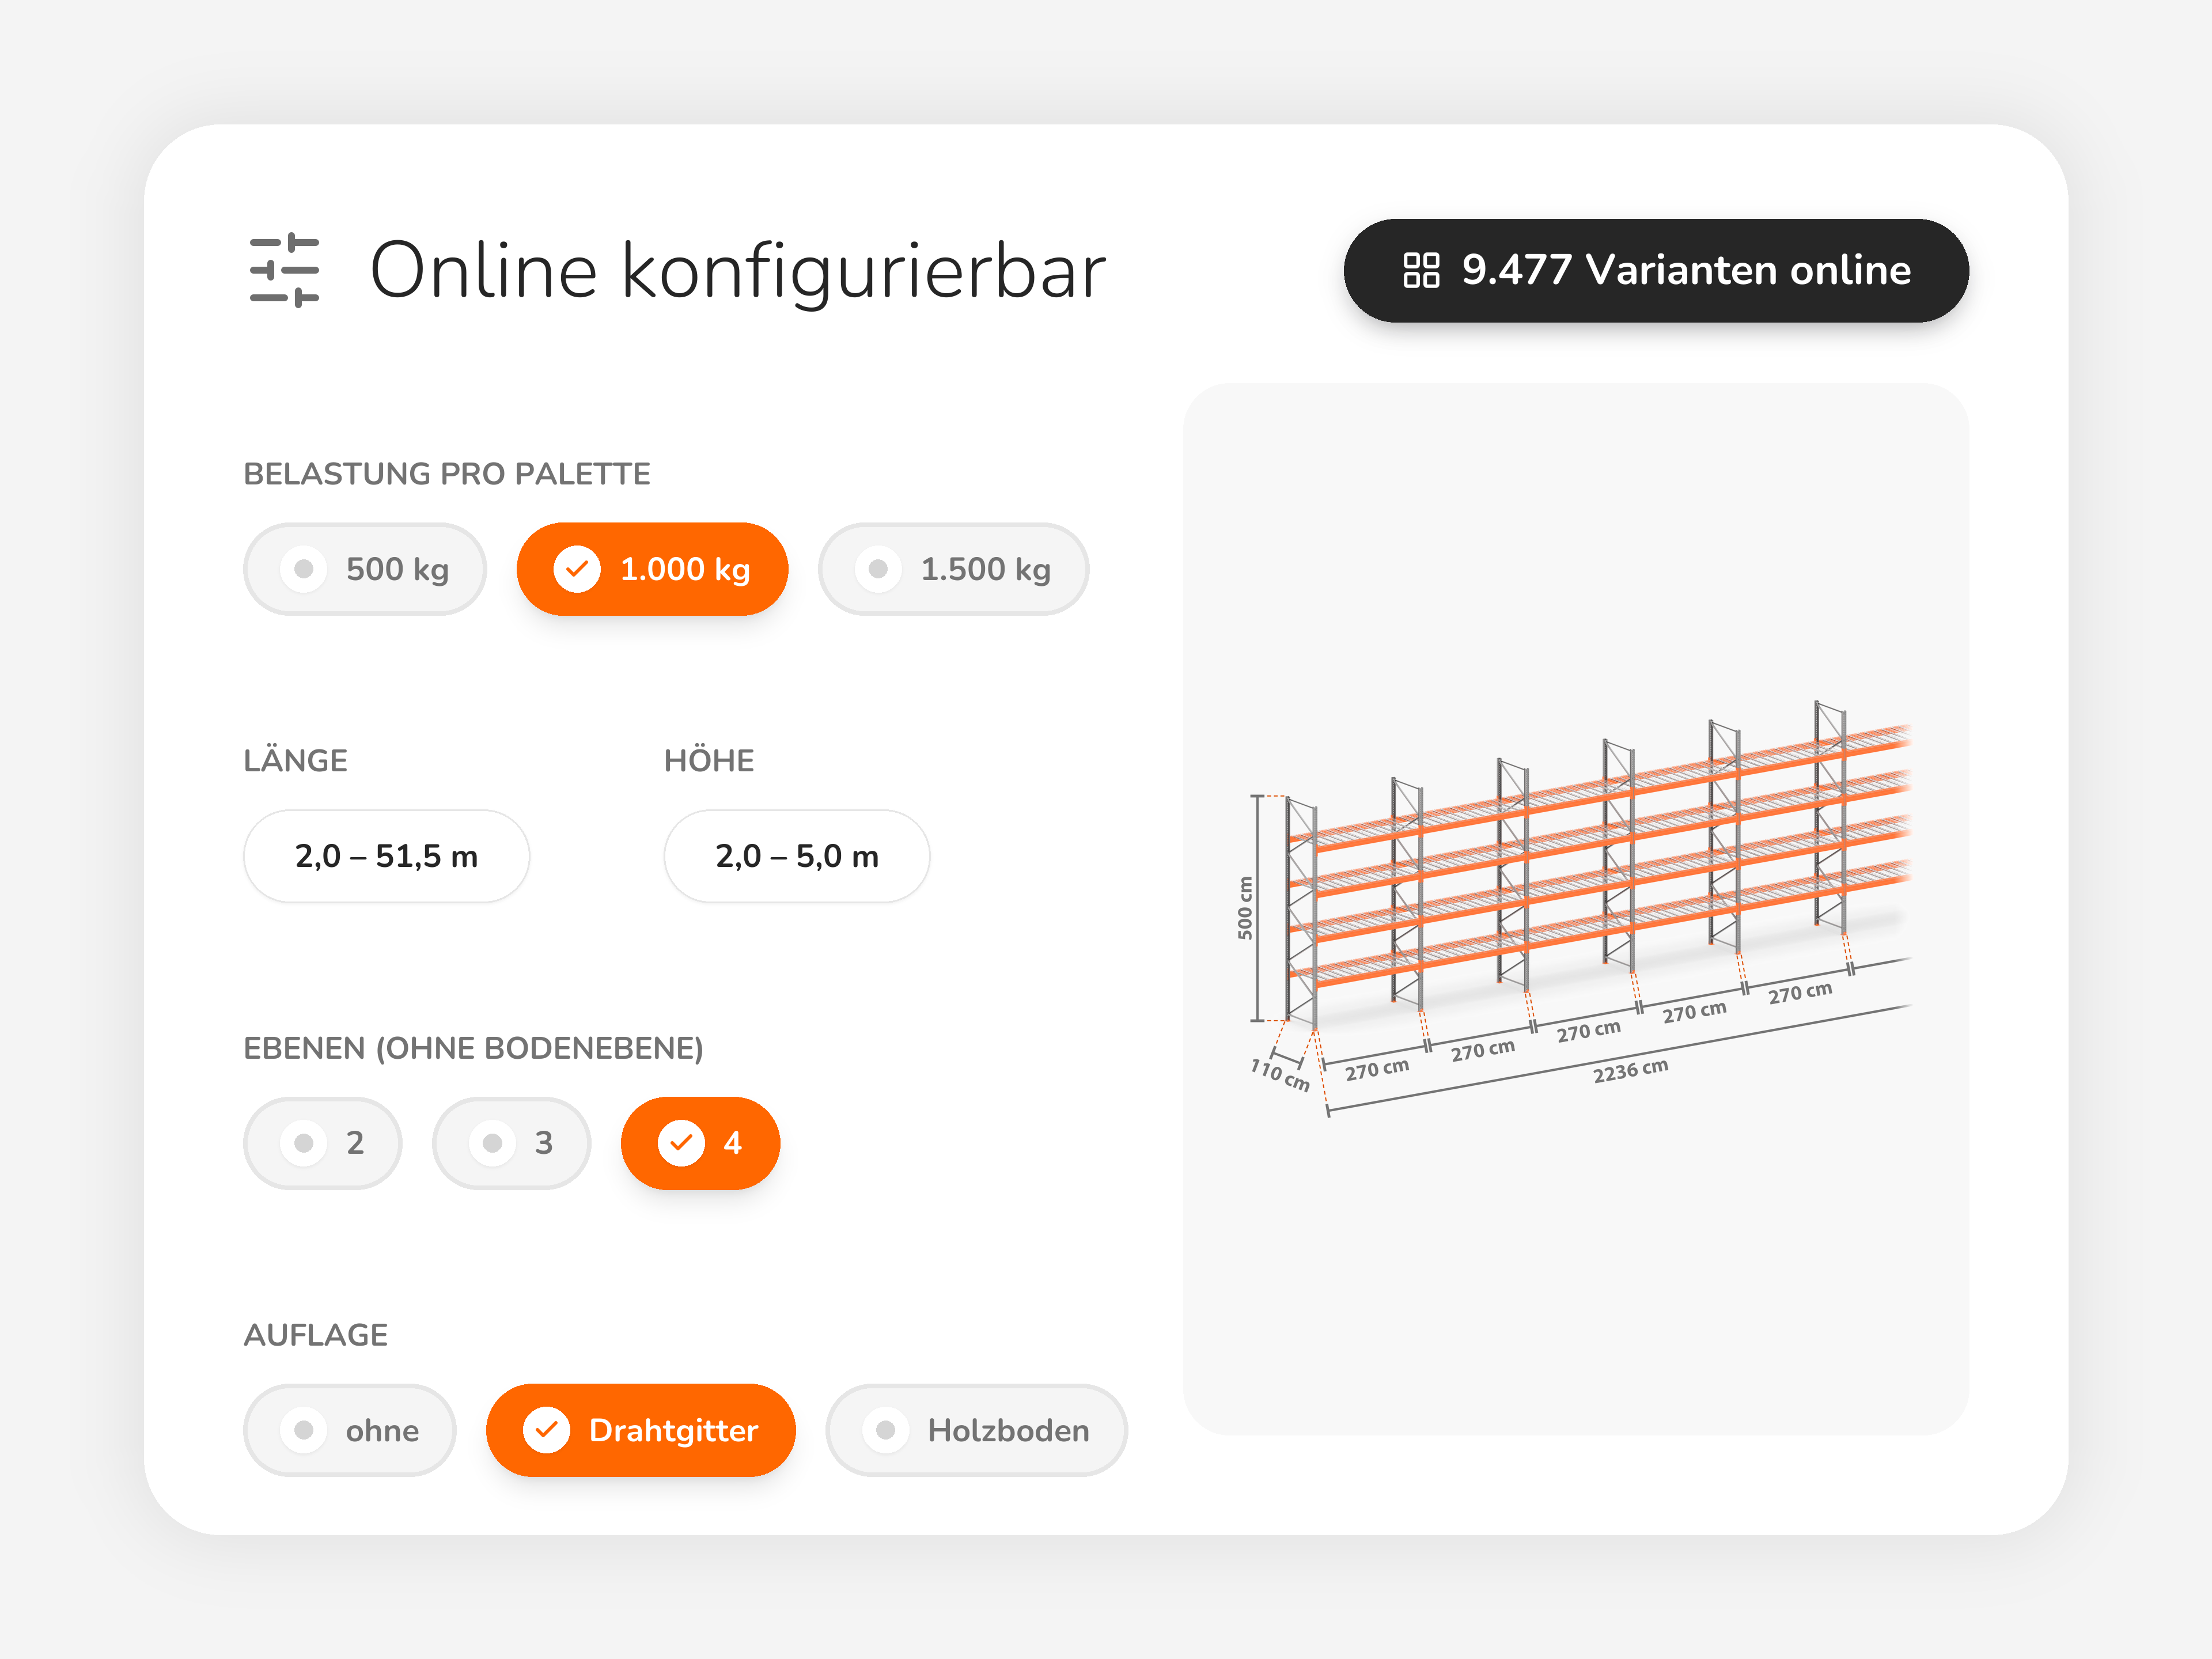 Online konfigurierbar
9.477 Varianten online
BELASTUNG PRO PALETTE
500 kg
1.000 kg
1.500 kg
LÄNGE
HÖHE
2,0 – 51,5 m
2,0 – 5,0 m
EBENEN (OHNE BODENEBENE)
2
3
4
AUFLAGE
ohne
Drahtgitter
Holzboden
500 cm
110 cm
270 cm
270 cm
270 cm
270 cm
270 cm
2236 cm